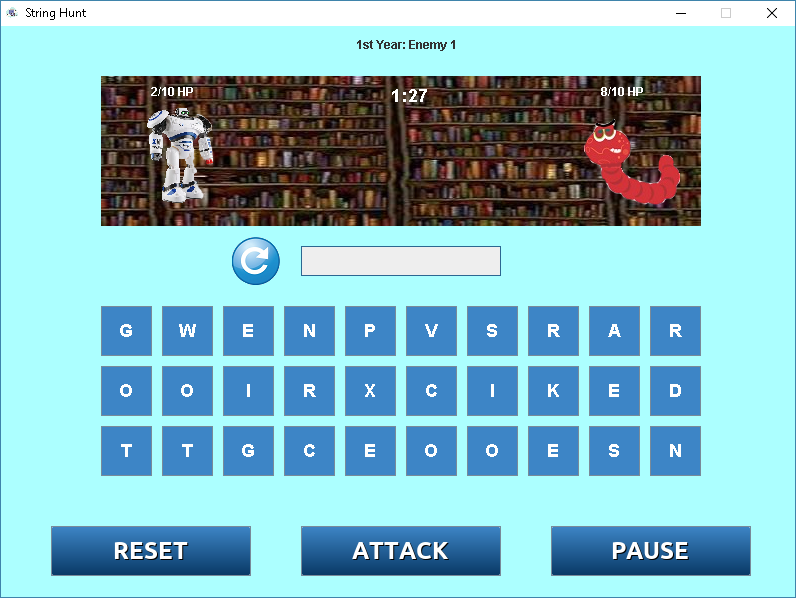 String Hunt
1st Year: Enemy 1
2/10 HP 1:27 8/10 HP
G W E N P V S R A R
O O I R X C I K E D
T T G C E O O E S N
RESET ATTACK PAUSE